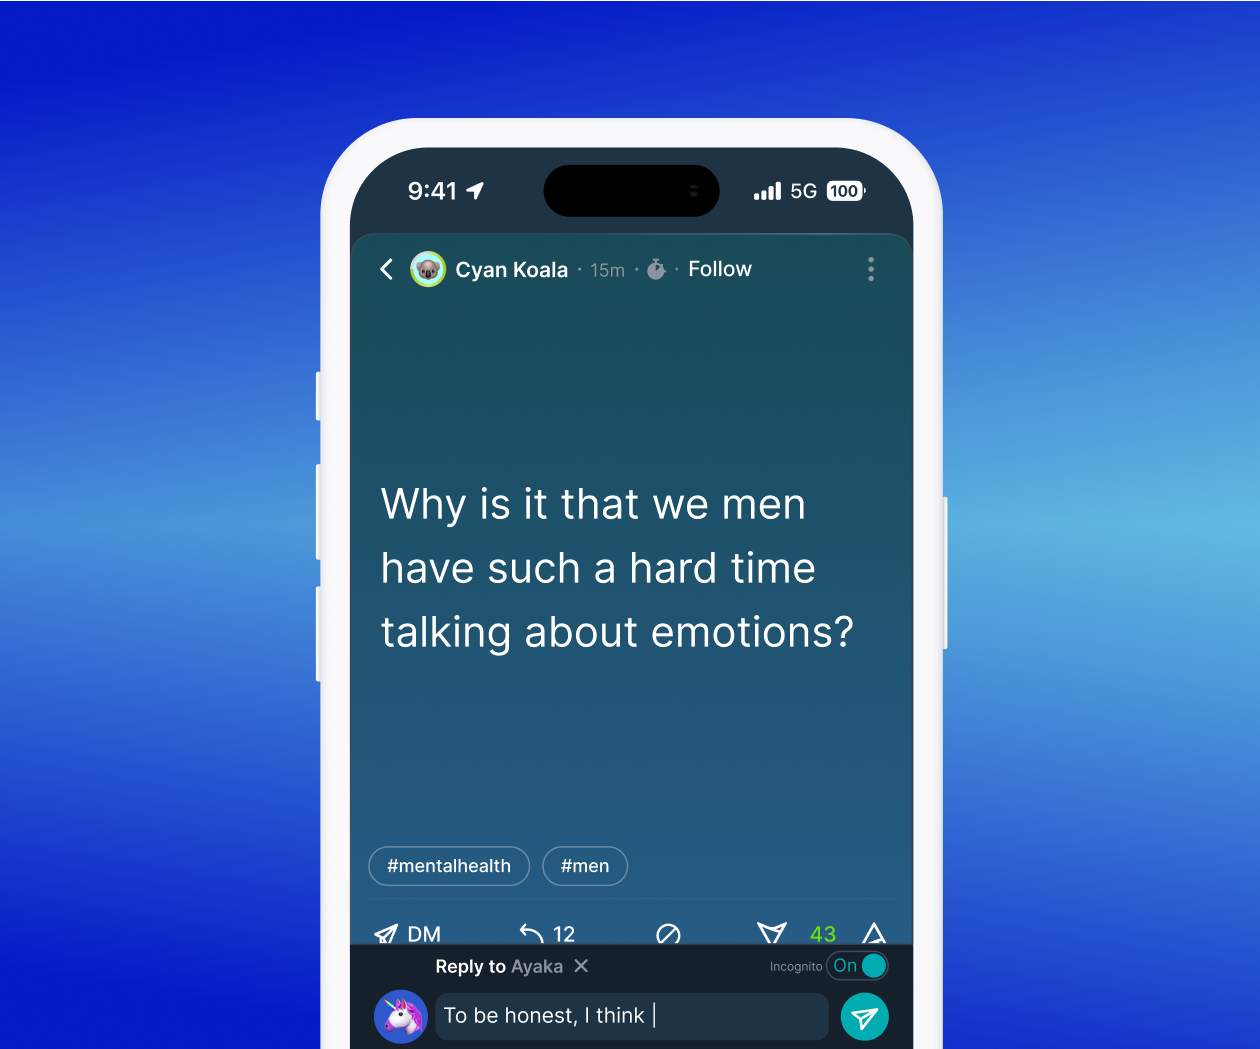 9:41 5G 100
Cyan Koala · 15m · · Follow
Why is it that we men
have such a hard time
talking about emotions?
#mentalhealth #men
DM 12 43
Reply to Ayaka Incognito On
To be honest, I think